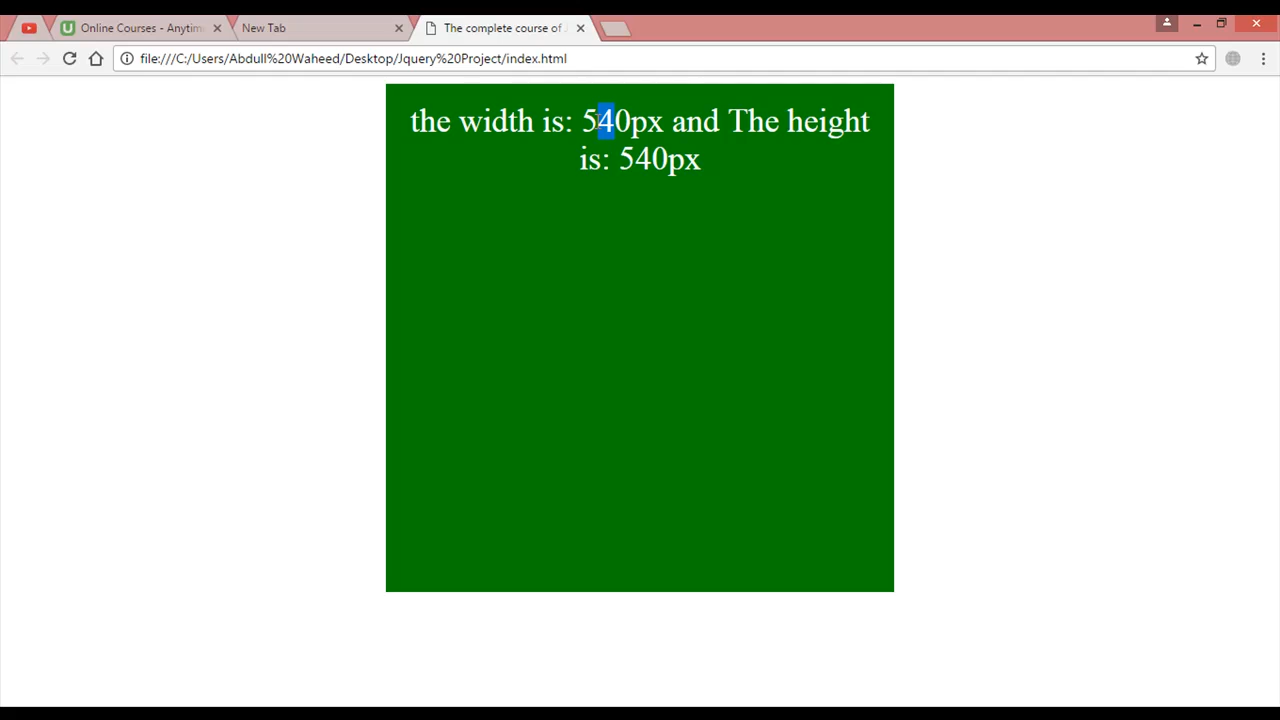 Online Courses - Anytim
New Tab
The complete course of J
file:///C:/Users/Abdull%20Waheed/Desktop/Jquery%20Project/index.html
the width is: 540px and The height
is: 540px